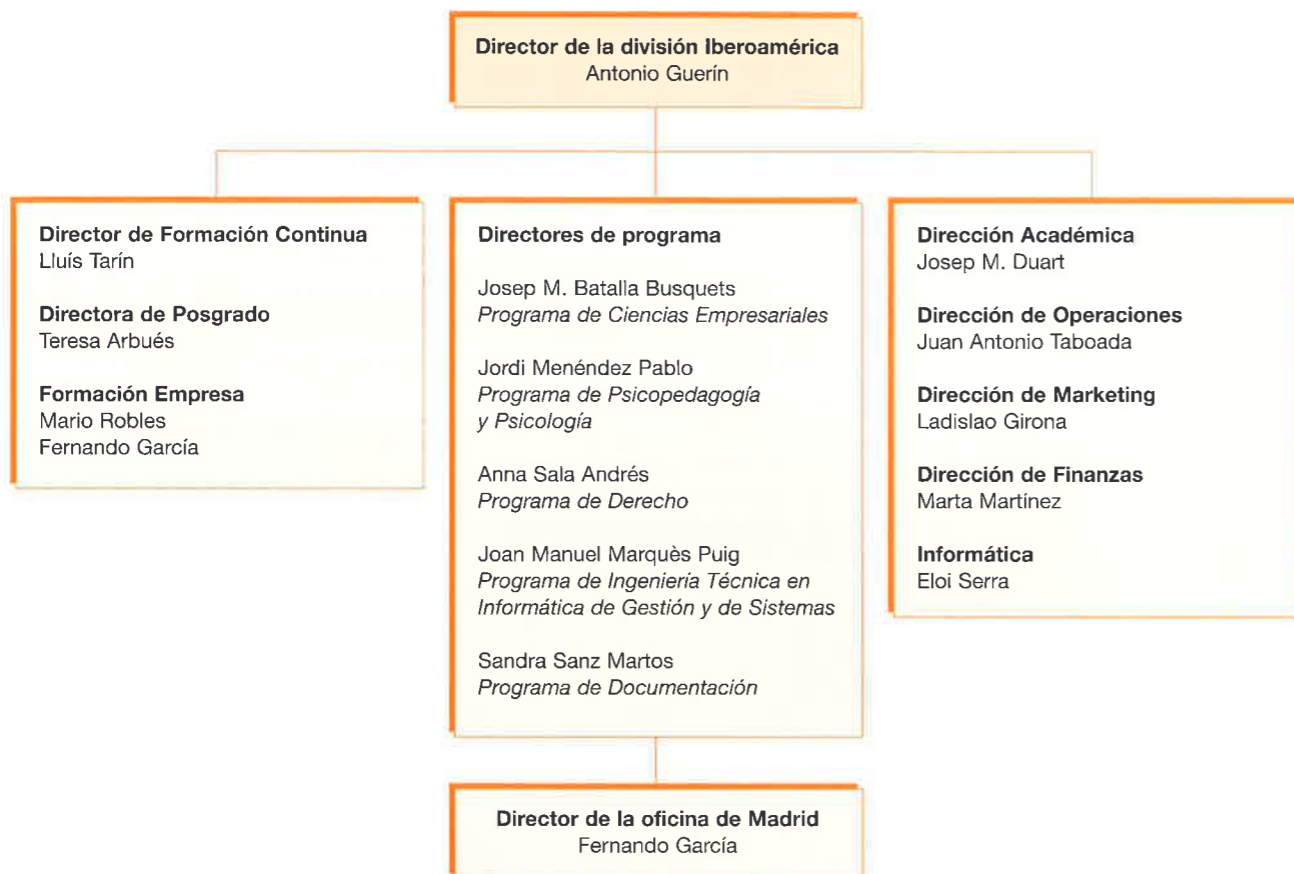 Director de la división Iberoamérica
Antonio Guerín
Director de Formación Continua
Lluís Tarín
Directora de Posgrado
Teresa Arbués
Formación Empresa
Mario Robles
Fernando García
Directores de programa
Josep M. Batalla Busquets
Programa de Ciencias Empresariales
Jordi Menéndez Pablo
Programa de Psicopedagogía
y Psicología
Anna Sala Andrés
Programa de Derecho
Joan Manuel Marquès Puig
Programa de Ingeniería Técnica en
Informática de Gestión y de Sistemas
Sandra Sanz Martos
Programa de Documentación
Dirección Académica
Josep M. Duart
Dirección de Operaciones
Juan Antonio Taboada
Dirección de Marketing
Ladislao Girona
Dirección de Finanzas
Marta Martínez
Informática
Eloi Serra
Director de la oficina de Madrid
Fernando García